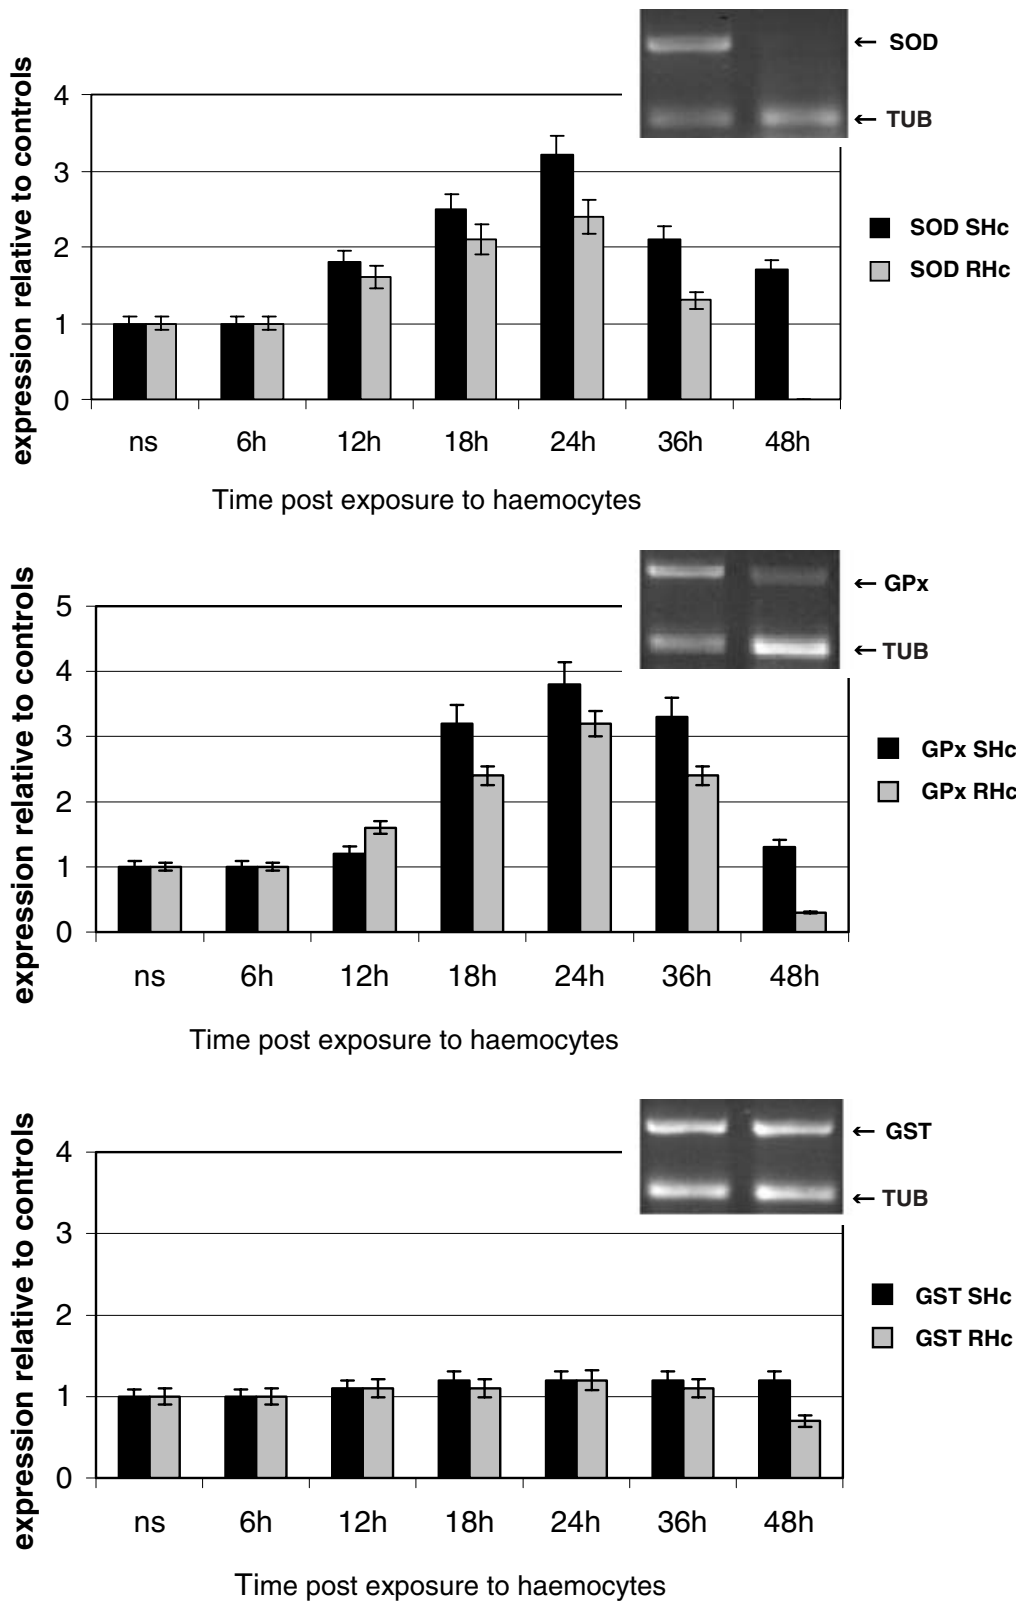 ← SOD
← TUB
expression relative to controls
4
3
2
1
0
SOD SHc
SOD RHc
ns 6h 12h 18h 24h 36h 48h
Time post exposure to haemocytes
← GPx
← TUB
expression relative to controls
5
4
3
2
1
0
GPx SHc
GPx RHc
ns 6h 12h 18h 24h 36h 48h
Time post exposure to haemocytes
← GST
← TUB
expression relative to controls
4
3
2
1
0
GST SHc
GST RHc
ns 6h 12h 18h 24h 36h 48h
Time post exposure to haemocytes